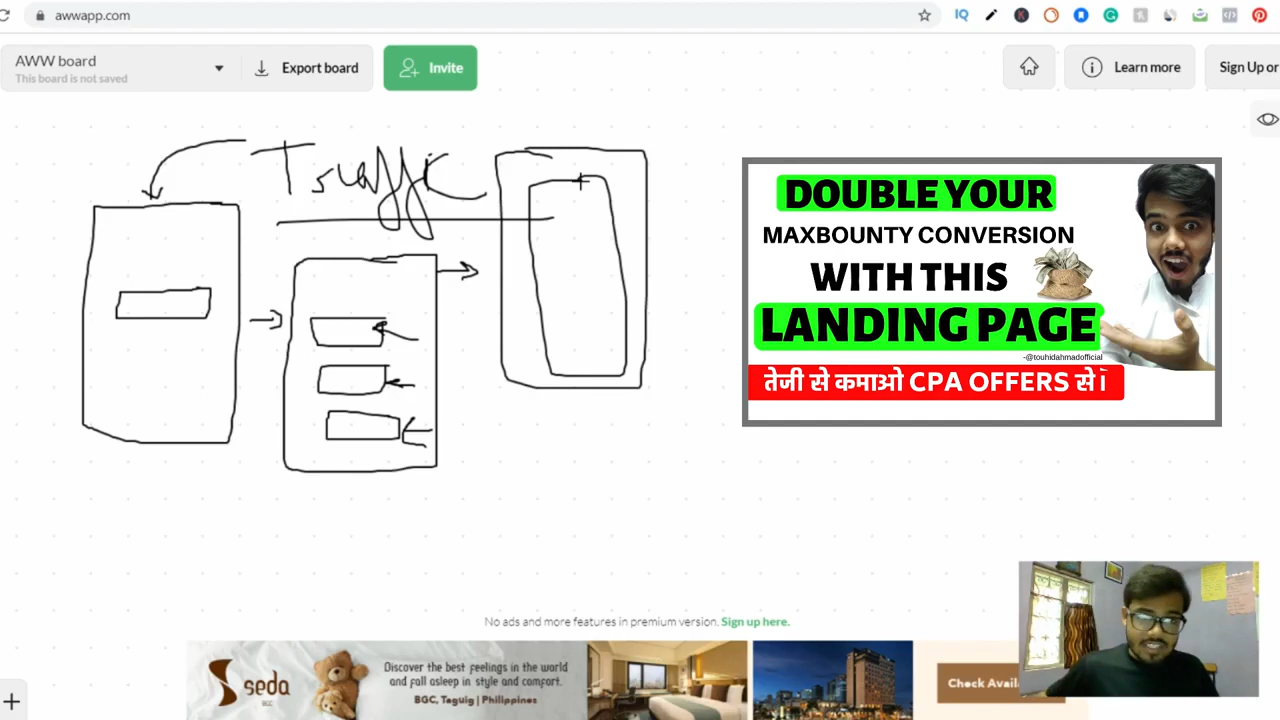 awwapp.com
IQ
AWW board
This board is not saved
Export board
Invite
Learn more
Sign Up or
Traffic
DOUBLE YOUR
MAXBOUNTY CONVERSION
WITH THIS
LANDING PAGE
-@touhidahmadofficial
तेजी से कमाओ CPA OFFERS से
No ads and more features in premium version. Sign up here.
seda
BGC
Discover the best feelings in the world
and fall asleep in style and comfort.
BGC, Taguig | Philippines
Check Avail